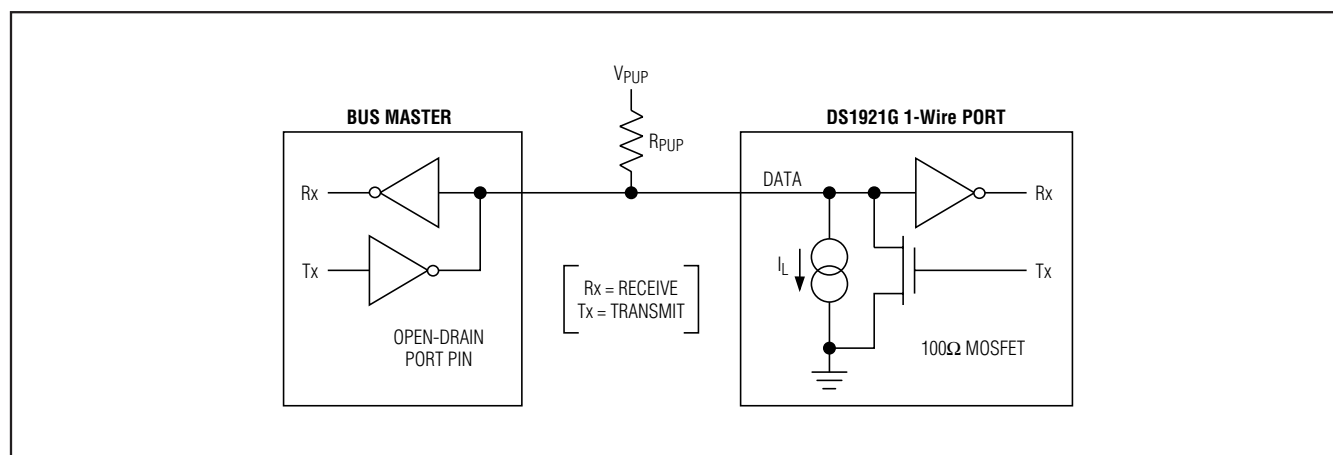 VPUP
BUS MASTER
DS1921G 1-Wire PORT
RPUP
Rx
DATA
Rx
Tx
IL
Tx
Rx = RECEIVE
Tx = TRANSMIT
OPEN-DRAIN
PORT PIN
100Ω MOSFET